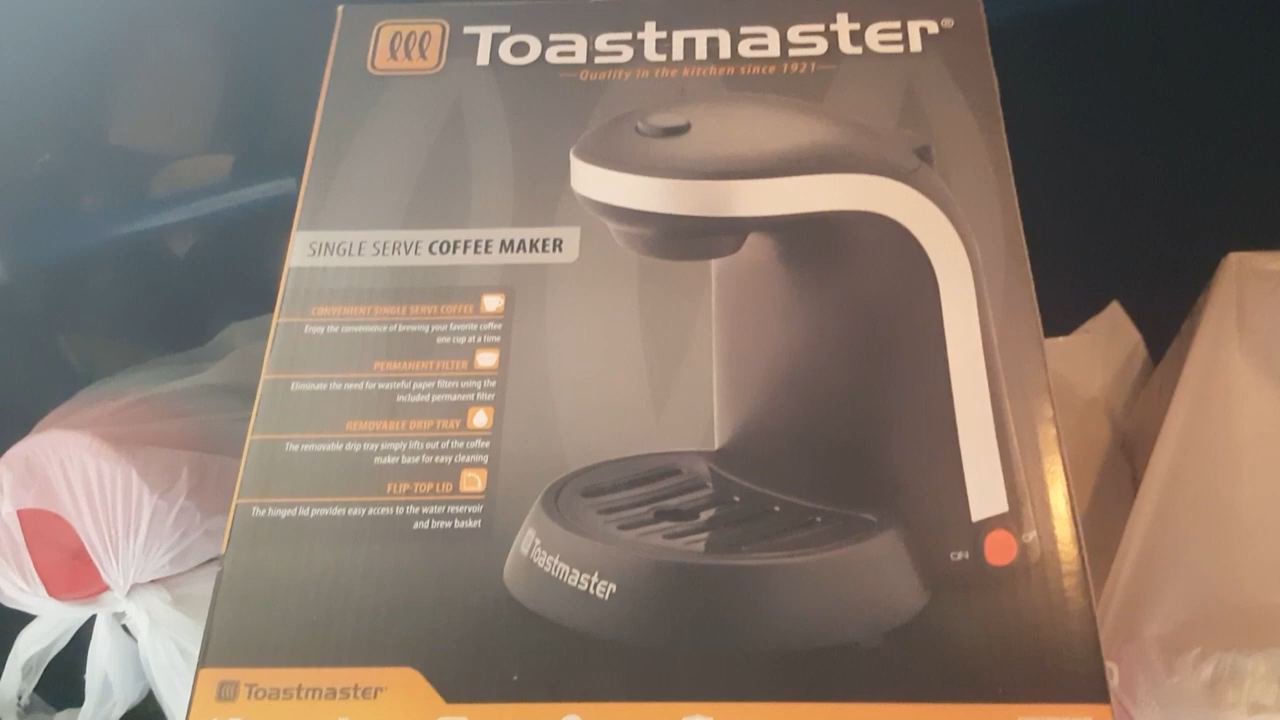 Toastmaster®
Quality in the kitchen since 1921
SINGLE SERVE COFFEE MAKER
CONVENIENT SINGLE SERVE COFFEE
Enjoy the convenience of brewing your favorite coffee
one cup at a time
PERMANENT FILTER
Eliminate the need for wasteful paper filters using the
included permanent filter
REMOVABLE DRIP TRAY
The removable drip tray simply lifts out of the coffee
maker base for easy cleaning
FLIP-TOP LID
The hinged lid provides easy access to the water reservoir
and brew basket
Toastmaster
ON
Toastmaster